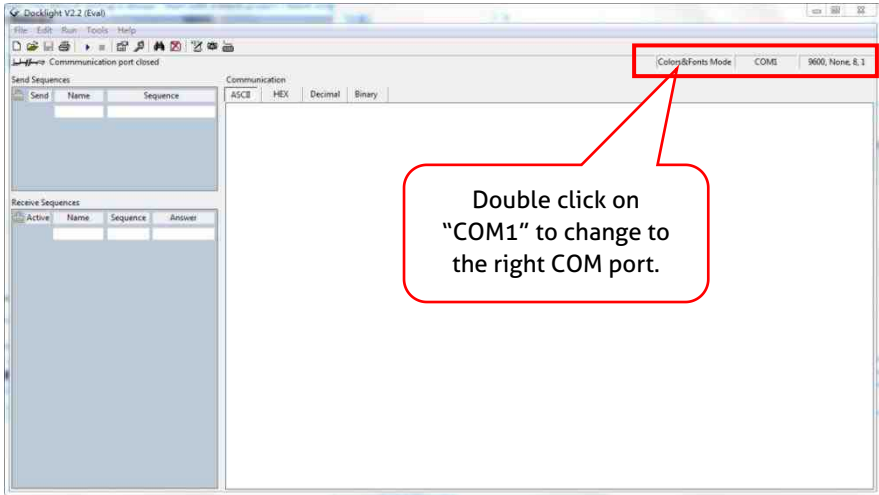 Docklight V2.2 (Eval)
File Edit Run Tools Help
Commmunication port closed
Colors&Fonts Mode COM1 9600, None, 8, 1
Send Sequences
Send Name Sequence
Communication
ASCII HEX Decimal Binary
Receive Sequences
Active Name Sequence Answer
Double click on
“COM1” to change to
the right COM port.